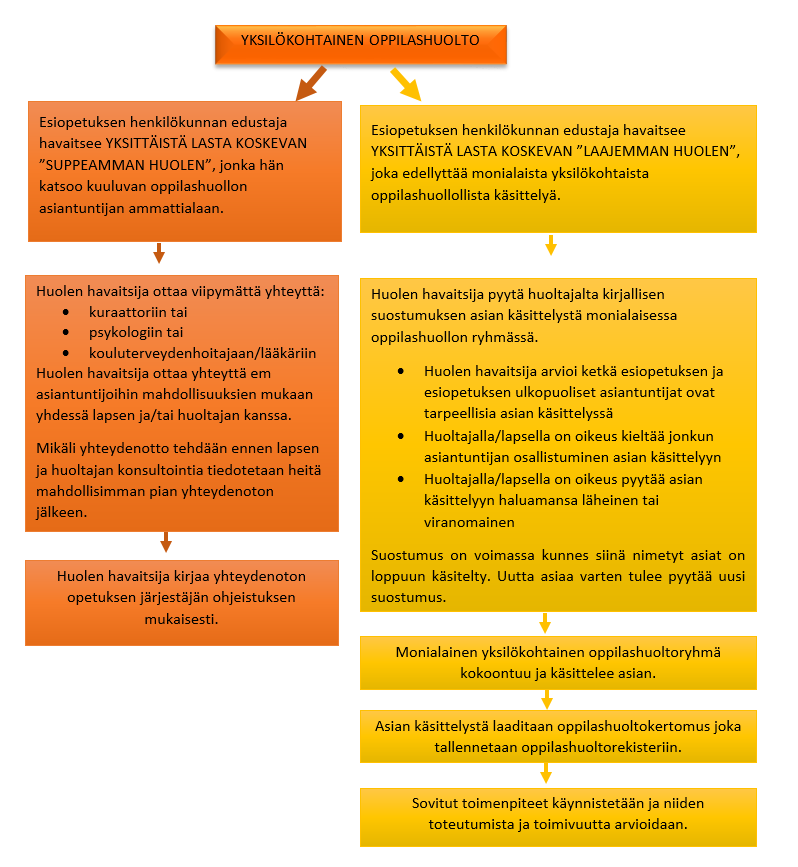 YKSILÖKOHTAINEN OPPILASHUOLTO
Esiopetuksen henkilökunnan edustaja
havaitsee YKSITTÄISTÄ LASTA KOSKEVAN
”SUPPEAMMAN HUOLEN”, jonka hän
katsoo kuuluvan oppilashuollon
asiantuntijan ammattialaan.
Huolen havaitsija ottaa viipymättä yhteyttä:
• kuraattoriin tai
• psykologiin tai
• kouluterveydenhoitajaan/lääkäriin
Huolen havaitsija ottaa yhteyttä em
asiantuntijoihin mahdollisuuksien mukaan
yhdessä lapsen ja/tai huoltajan kanssa.
Mikäli yhteydenotto tehdään ennen lapsen
ja huoltajan konsultointia tiedotetaan heitä
mahdollisimman pian yhteydenoton
jälkeen.
Huolen havaitsija kirjaa yhteydenoton
opetuksen järjestäjän ohjeistuksen
mukaisesti.
Esiopetuksen henkilökunnan edustaja havaitsee
YKSITTÄISTÄ LASTA KOSKEVAN ”LAAJEMMAN HUOLEN”,
joka edellyttää monialaista yksilökohtaista
oppilashuollollista käsittelyä.
Huolen havaitsija pyytä huoltajalta kirjallisen
suostumuksen asian käsittelystä monialaisessa
oppilashuollon ryhmässä.
• Huolen havaitsija arvioi ketkä esiopetuksen ja
esiopetuksen ulkopuoliset asiantuntijat ovat
tarpeellisia asian käsittelyssä
• Huoltajalla/lapsella on oikeus kieltää jonkun
asiantuntijan osallistuminen asian käsittelyyn
• Huoltajalla/lapsella on oikeus pyytää asian
käsittelyyn haluamansa läheinen tai
viranomainen
Suostumus on voimassa kunnes siinä nimetyt asiat on
loppuun käsitelty. Uutta asiaa varten tulee pyytää uusi
suostumus.
Monialainen yksilökohtainen oppilashuoltoryhmä
kokoontuu ja käsittelee asian.
Asian käsittelystä laaditaan oppilashuoltokertomus joka
tallennetaan oppilashuoltorekisteriin.
Sovitut toimenpiteet käynnistetään ja niiden
toteutumista ja toimivuutta arvioidaan.